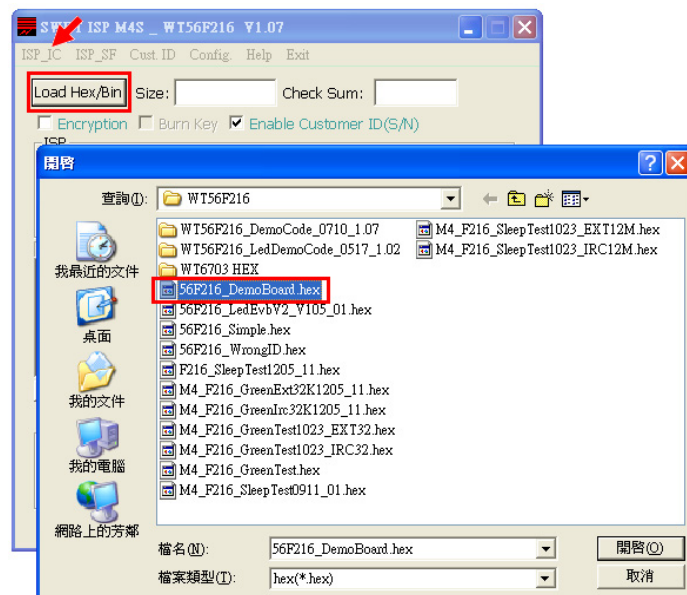 ISP M4S _ WT56F216 V1.07
ISP_IC ISP_SF Cust. ID Config. Help Exit
Load Hex/Bin Size: Check Sum:
Encryption Burn Key Enable Customer ID(S/N)
ISP
開啓
查詢(I): WT56F216
我最近的文件
桌面
我的文件
我的電腦
網路上的芳鄰
WT56F216_DemoCode_0710_1.07
WT56F216_LedDemoCode_0517_1.02
WT6703 HEX
56F216_DemoBoard.hex
56F216_LedEvbV2_V105_01.hex
56F216_Simple.hex
56F216_WrongID.hex
F216_SleepTest1205_11.hex
M4_F216_GreenExt32K1205_11.hex
M4_F216_GreenIrc32K1205_11.hex
M4_F216_GreenTest1023_EXT32.hex
M4_F216_GreenTest1023_IRC32.hex
M4_F216_GreenTest.hex
M4_F216_SleepTest0911_01.hex
M4_F216_SleepTest1023_EXT12M.hex
M4_F216_SleepTest1023_IRC12M.hex
檔名(N): 56F216_DemoBoard.hex 開啓(O)
檔案類型(T): hex(*.hex) 取消